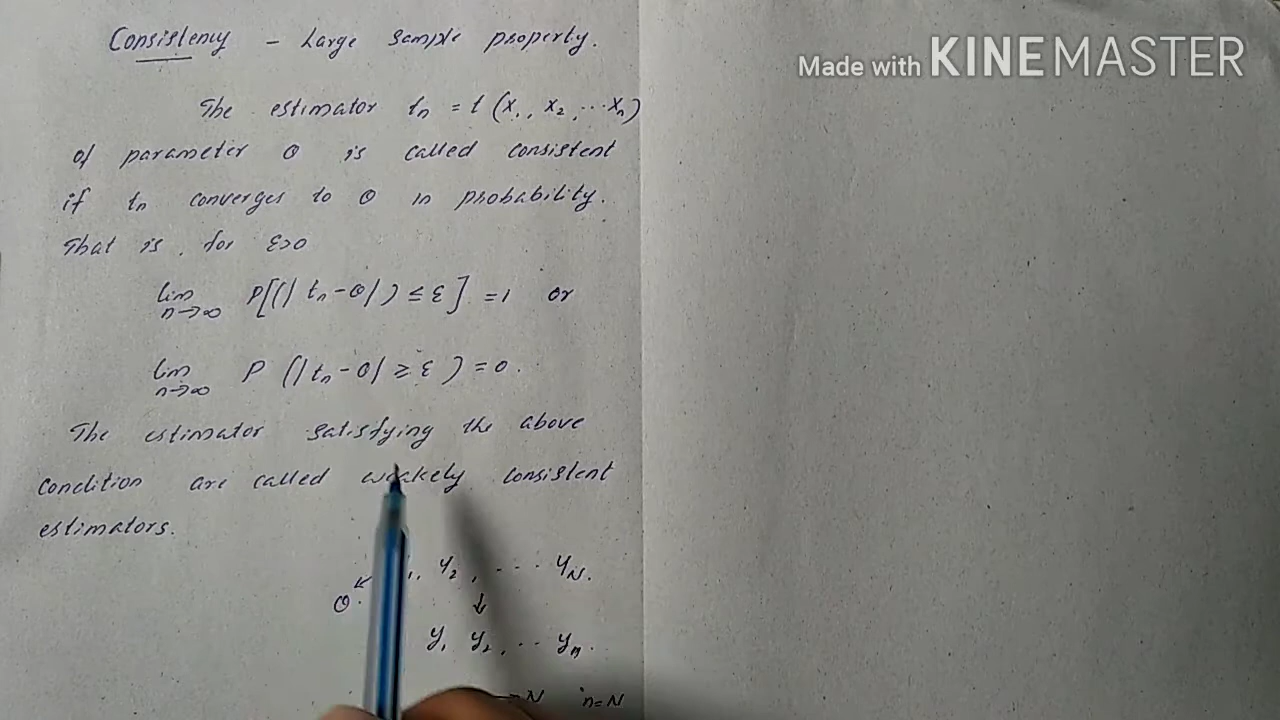 Consistency - Large sample property.
Made with KINEMASTER
The estimator tn = t (X1, X2, ... Xn)
of parameter θ is called consistent
if tn converges to θ in probability.
That is, for ε>0
lim n→∞ P[(|tn-θ|) ≤ ε] = 1 or
lim n→∞ P (|tn-θ| ≥ ε) = 0.
The estimator satisfying the above
condition are called weakely consistent
estimators.
Y2, .... YN.
θ.
y1 y2, ... yn.
→N n=N